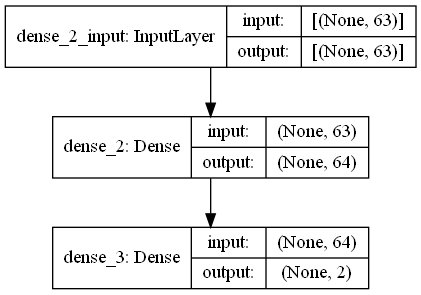 dense_2_input: InputLayer
input: [(None, 63)]
output: [(None, 63)]
dense_2: Dense
input: (None, 63)
output: (None, 64)
dense_3: Dense
input: (None, 64)
output: (None, 2)